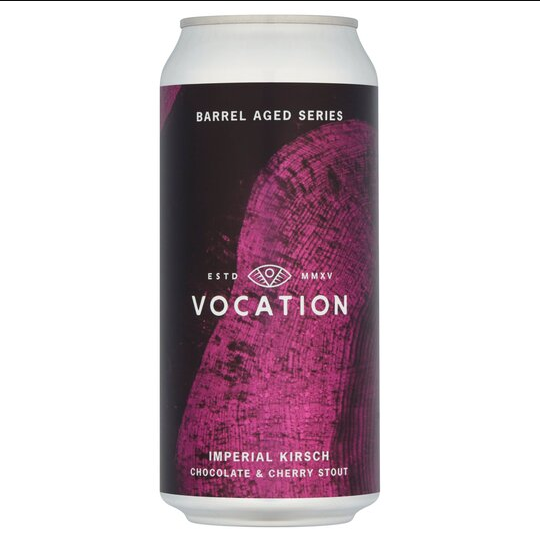 BARREL AGED SERIES
ESTD MMXV
VOCATION
IMPERIAL KIRSCH
CHOCOLATE & CHERRY STOUT